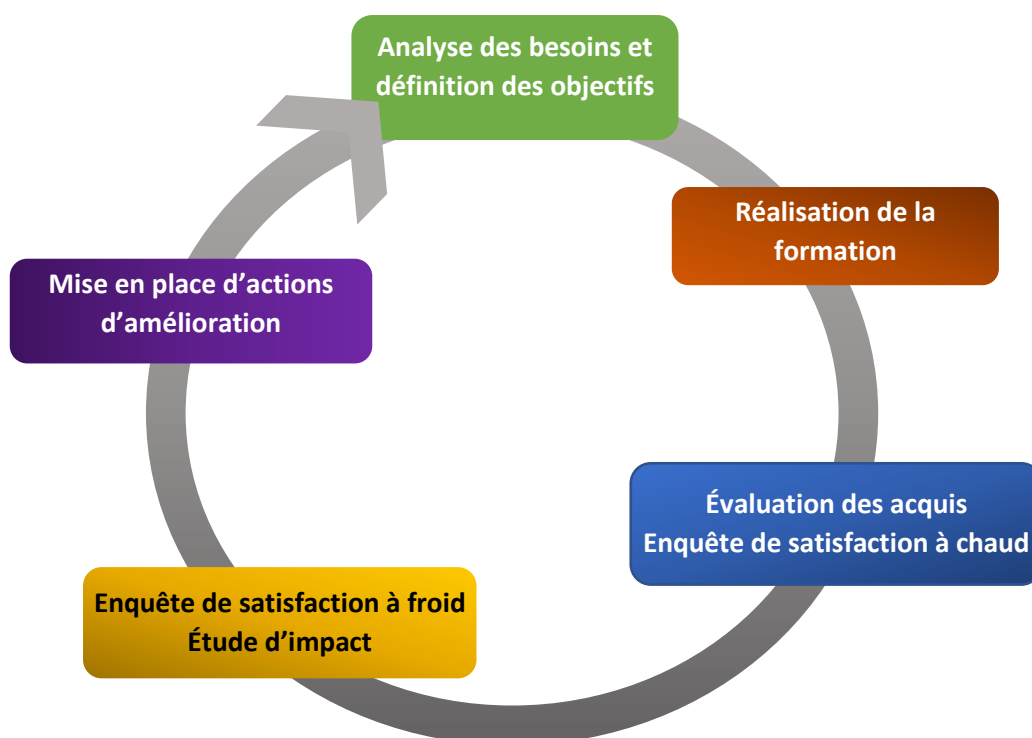 Analyse des besoins et
définition des objectifs
Réalisation de la
formation
Évaluation des acquis
Enquête de satisfaction à chaud
Enquête de satisfaction à froid
Étude d’impact
Mise en place d’actions
d’amélioration